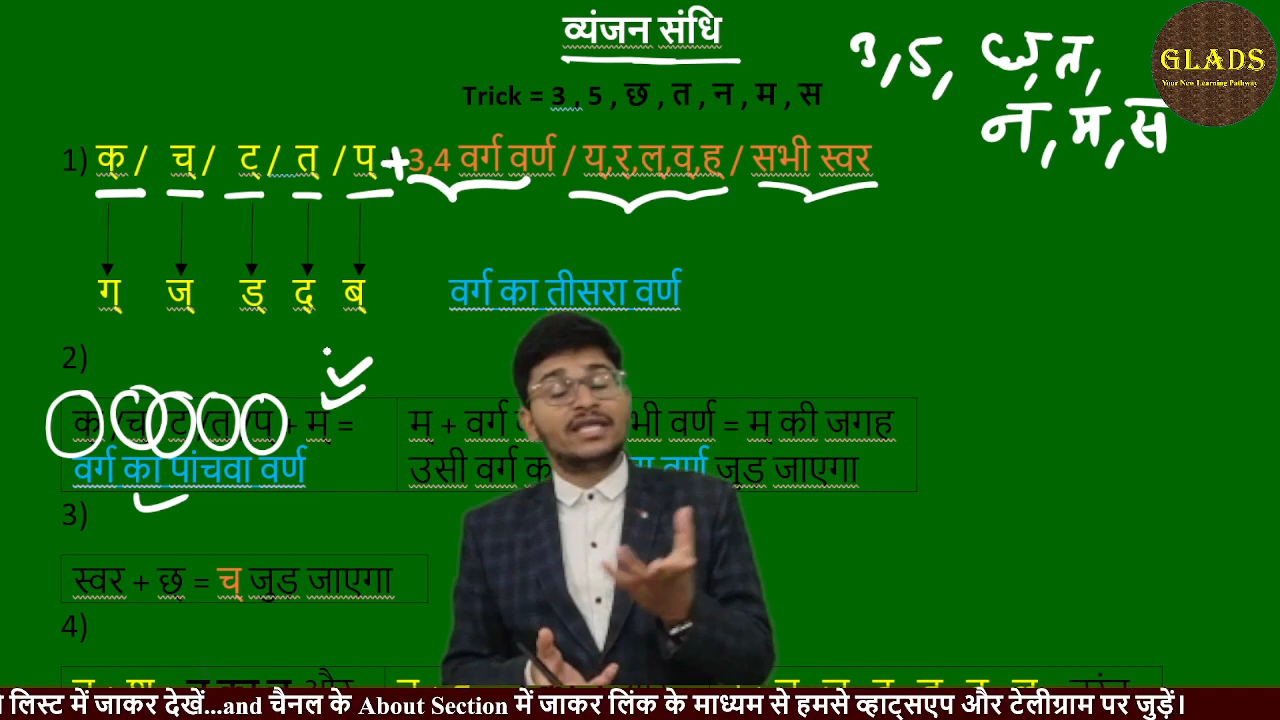 व्यंजन संधि
Trick = 3 , 5 , छ , त , न , म , स
3, 5, छ, त,
न, म, स
GLADS
Your New Learning Pathway
1) क् / च् / ट् / त् / प् + 3,4 वर्ग वर्ण / य्,र्,ल्,व्,ह् / सभी स्वर
ग् ज् ड् द् ब् वर्ग का तीसरा वर्ण
2)
क् /च्/ट्/त्/प् + म् =
वर्ग का पांचवा वर्ण
म् + वर्ग भी वर्ण = म् की जगह
उसी वर्ग का वर्ण जुड़ जाएगा
3)
स्वर + छ् = च् जुड़ जाएगा
4)
लिस्ट में जाकर देखें...and चैनल के About Section में जाकर लिंक के माध्यम से हमसे व्हाट्सएप और टेलीग्राम पर जुड़ें।